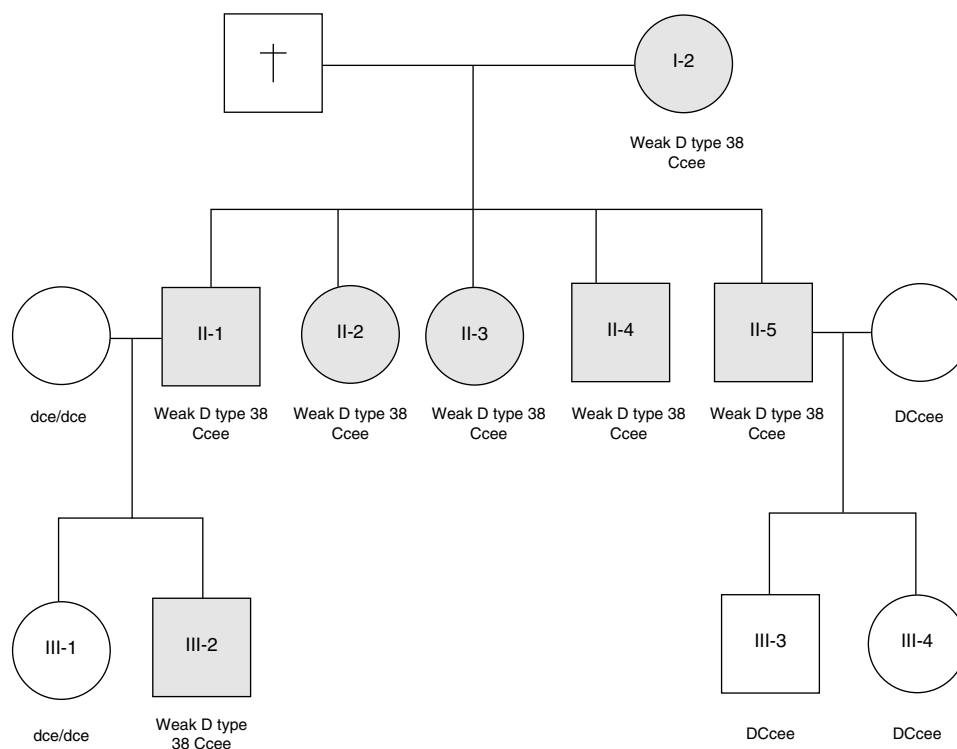 I-2
Weak D type 38
Ccee
II-1
II-2
II-3
II-4
II-5
dce/dce
Weak D type 38
Ccee
Weak D type 38
Ccee
Weak D type 38
Ccee
Weak D type 38
Ccee
Weak D type 38
Ccee
DCcee
III-1
III-2
III-3
III-4
dce/dce
Weak D type
38 Ccee
DCcee
DCcee